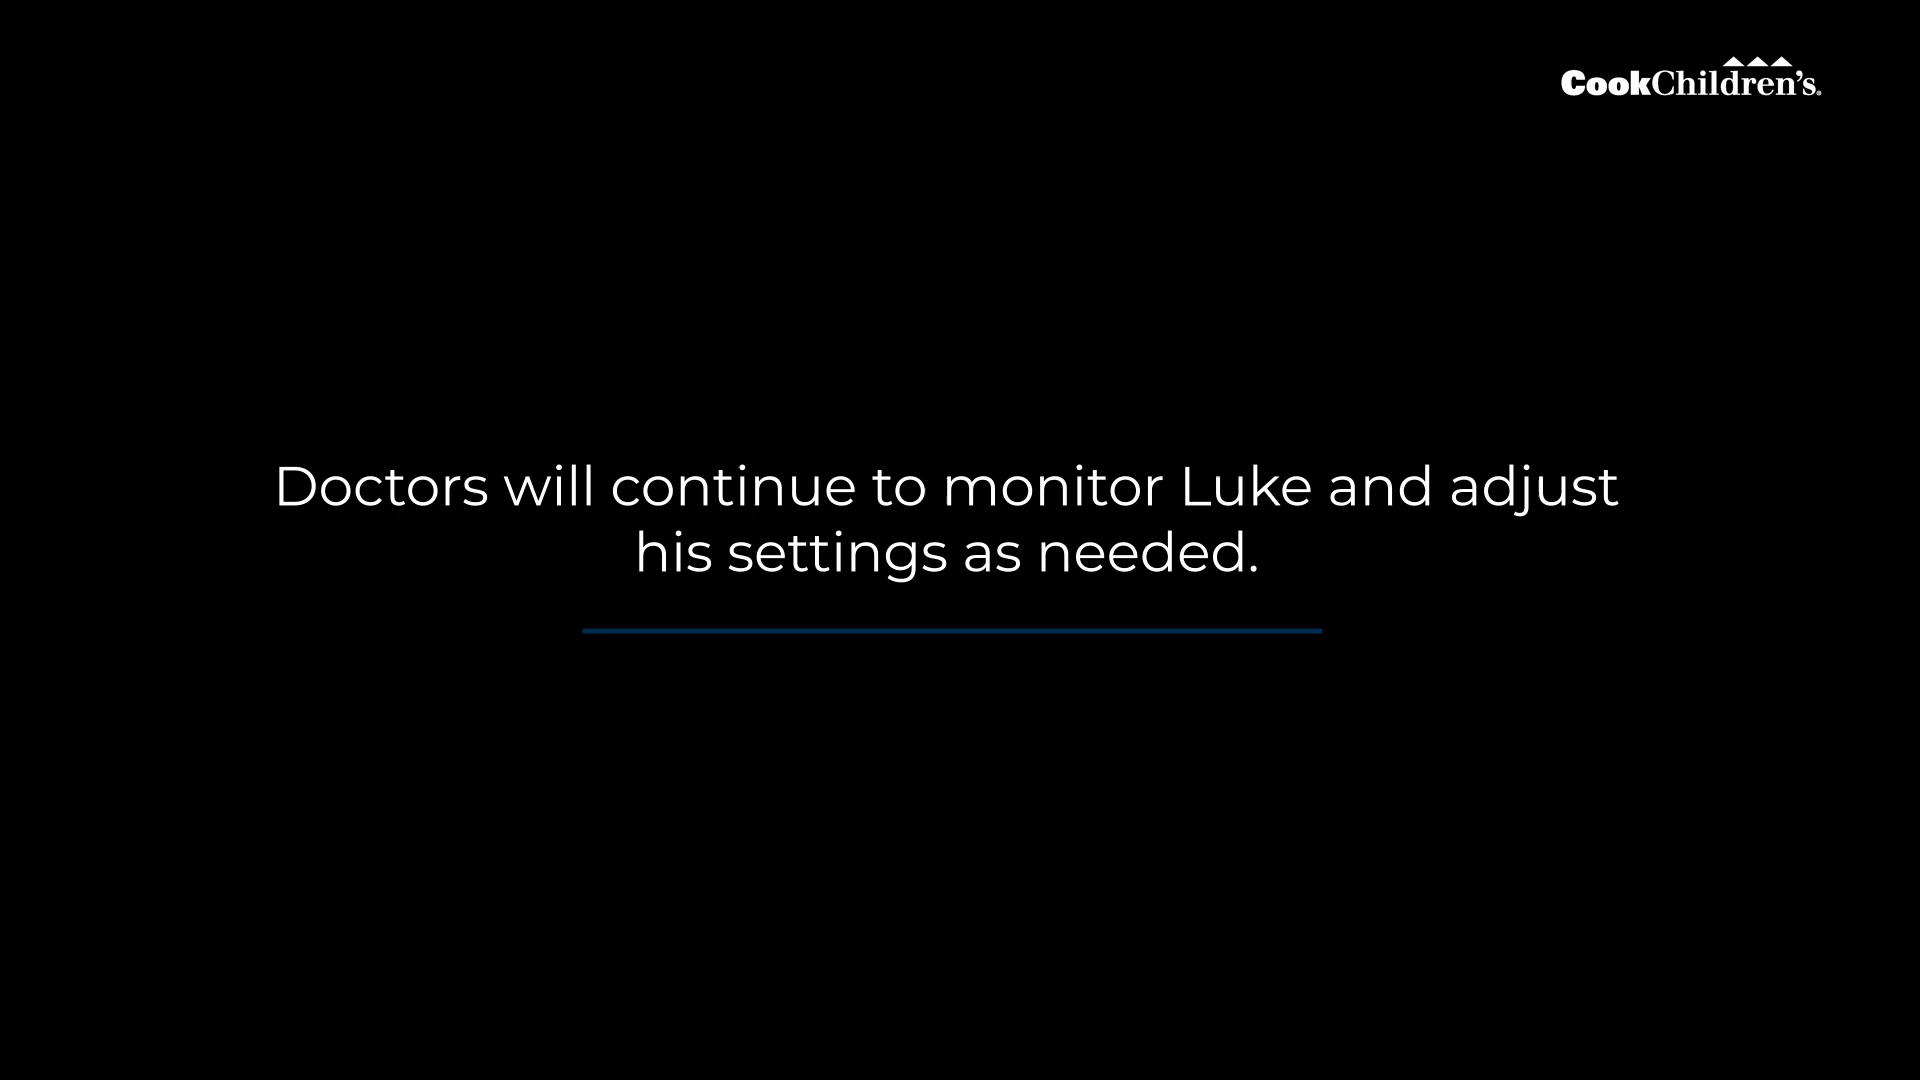 CookChildren's®
Doctors will continue to monitor Luke and adjust
his settings as needed.